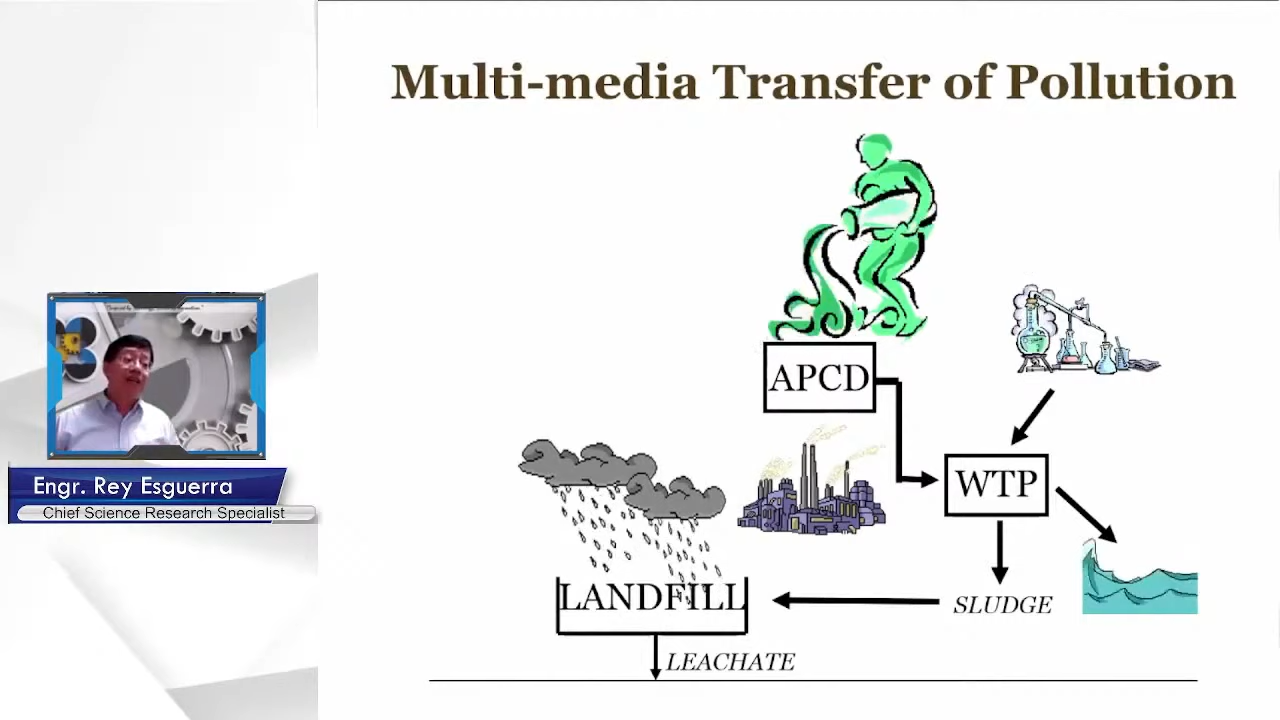 Multi-media Transfer of Pollution
APCD
WTP
LANDFILL
SLUDGE
LEACHATE
Engr. Rey Esguerra
Chief Science Research Specialist